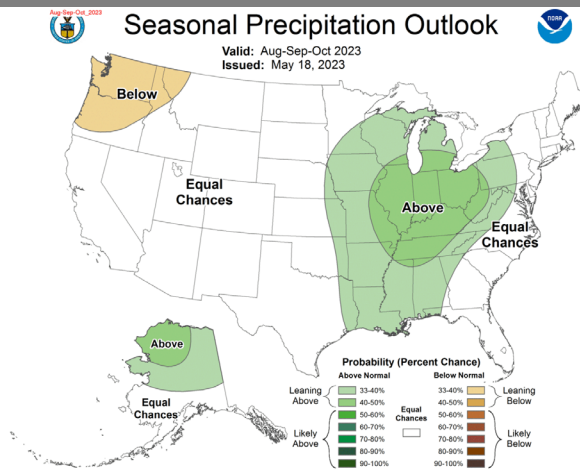 Aug-Sep-Oct_2023
Seasonal Precipitation Outlook
NOAA
Valid: Aug-Sep-Oct 2023
Issued: May 18, 2023
Below
Equal
Chances
Above
Equal
Chances
Above
Equal
Chances
Probability (Percent Chance)
Above Normal
Below Normal
Leaning
Above
33-40%
40-50%
Likely
Above
50-60%
60-70%
70-80%
80-90%
90-100%
Equal
Chances
33-40%
40-50%
Leaning
Below
50-60%
60-70%
70-80%
80-90%
90-100%
Likely
Below